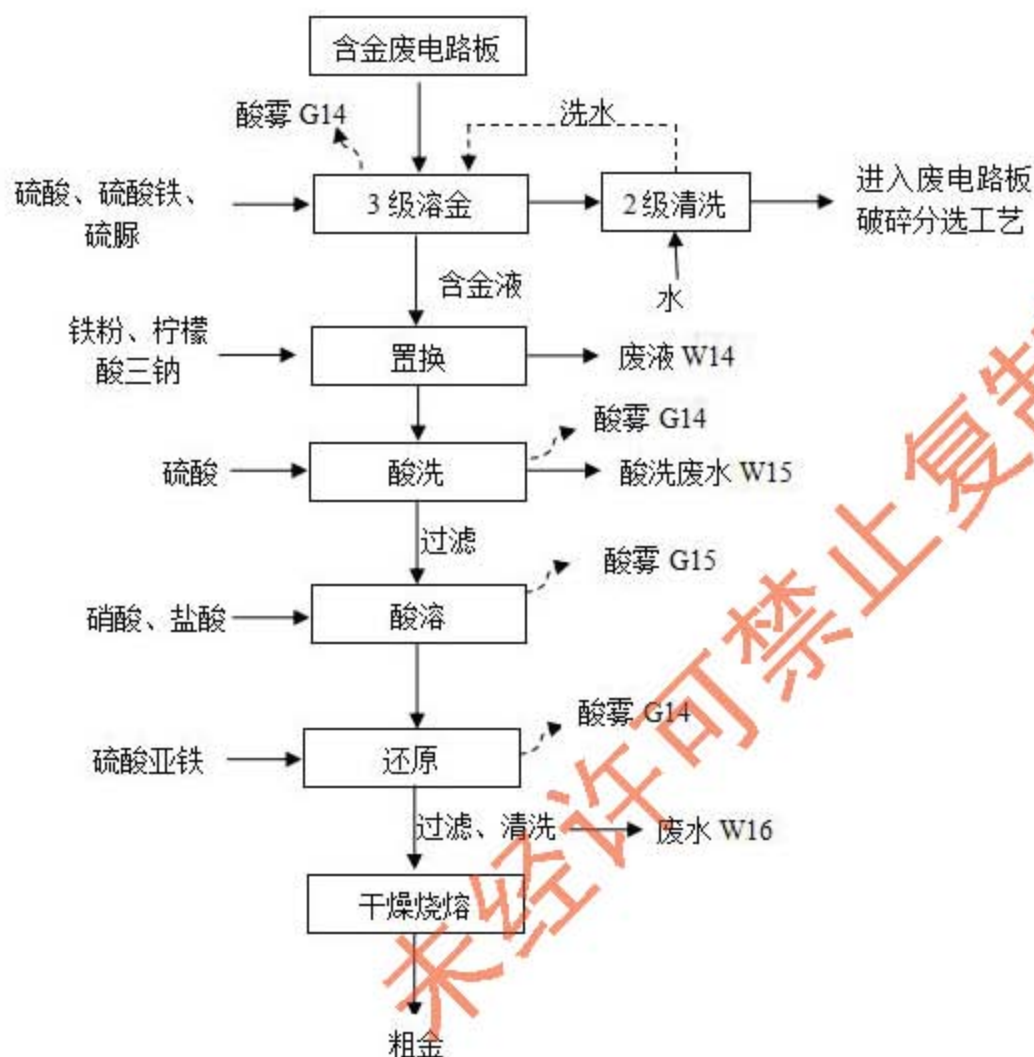 含金废电路板
酸雾 G14
洗水
硫酸、硫酸铁、
硫脲
3 级溶金
2 级清洗
进入废电路板
破碎分选工艺
含金液
水
铁粉、柠檬
酸三钠
置换
废液 W14
酸雾 G14
硫酸
酸洗
酸洗废水 W15
过滤
酸雾 G15
硝酸、盐酸
酸溶
酸雾 G14
硫酸亚铁
还原
过滤、清洗
废水 W16
干燥烧熔
粗金
未经许可禁止复制